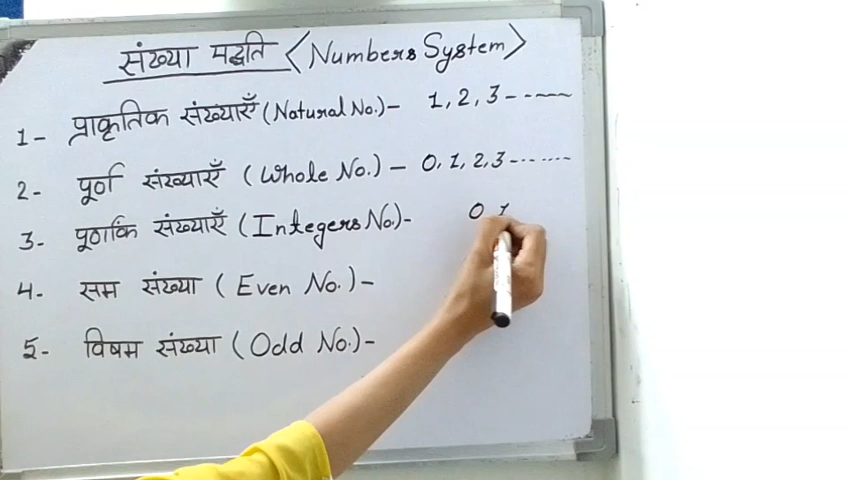 संख्या पद्धति <Numbers System>
1- प्राकृतिक संख्याएँ (Natural No.)- 1, 2, 3-------
2- पूर्ण संख्याएँ (Whole No.) - 0, 1, 2, 3-------
3- पूर्णांक संख्याएँ (Integers No.)- 0, 1
4- सम संख्या (Even No.) -
5- विषम संख्या (Odd No.)-